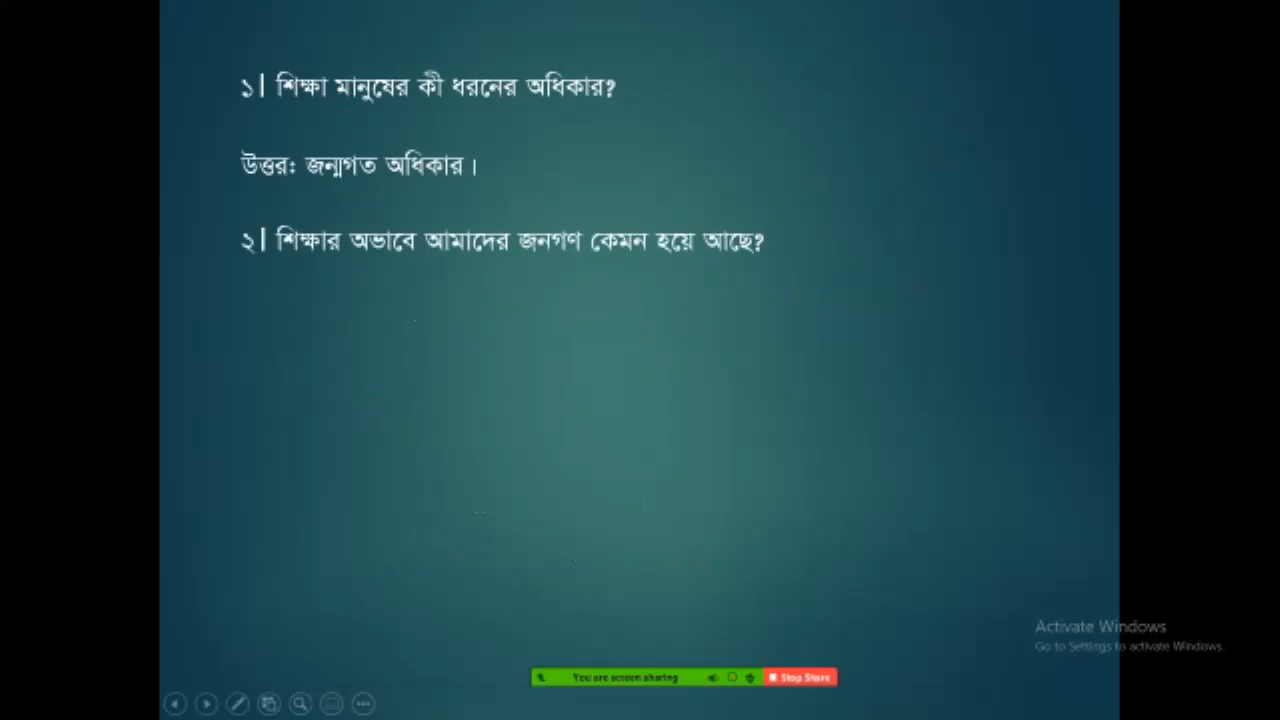 ১। শিক্ষা মানুষের কী ধরনের অধিকার?
উত্তরঃ জন্মগত অধিকার।
২। শিক্ষার অভাবে আমাদের জনগণ কেমন হয়ে আছে?
Activate Windows
Go to Settings to activate Windows.
You are screen sharing
Stop Share